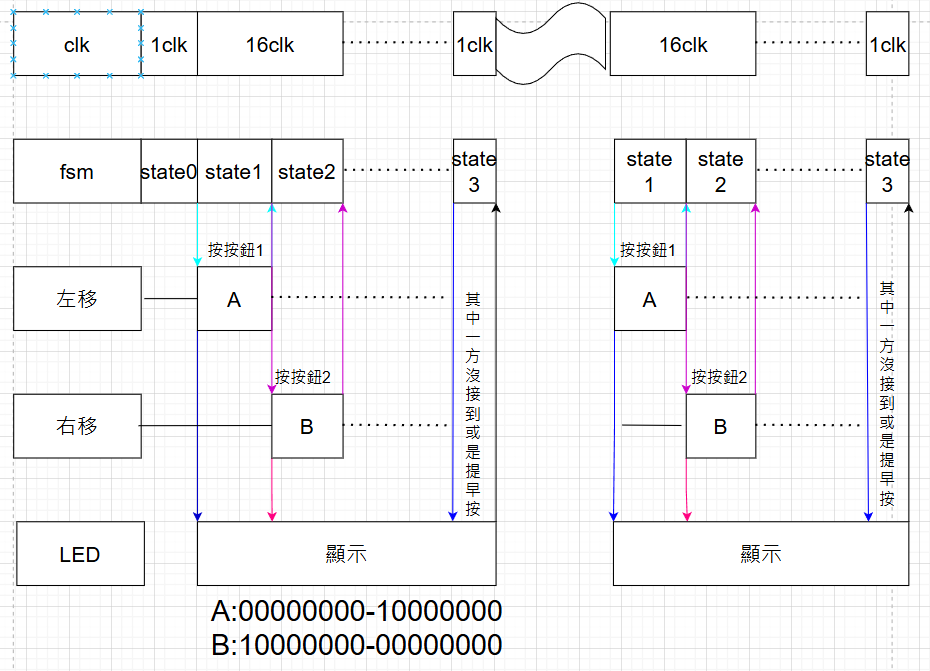 clk 1clk 16clk 1clk 16clk 1clk
fsm state0 state1 state2 state 3 state 1 state 2 state 3
按按鈕1 按按鈕1
左移 A A
其中一方沒接到或是提早按
其中一方沒接到或是提早按
按按鈕2 按按鈕2
右移 B B
LED 顯示 顯示
A:00000000-10000000
B:10000000-00000000